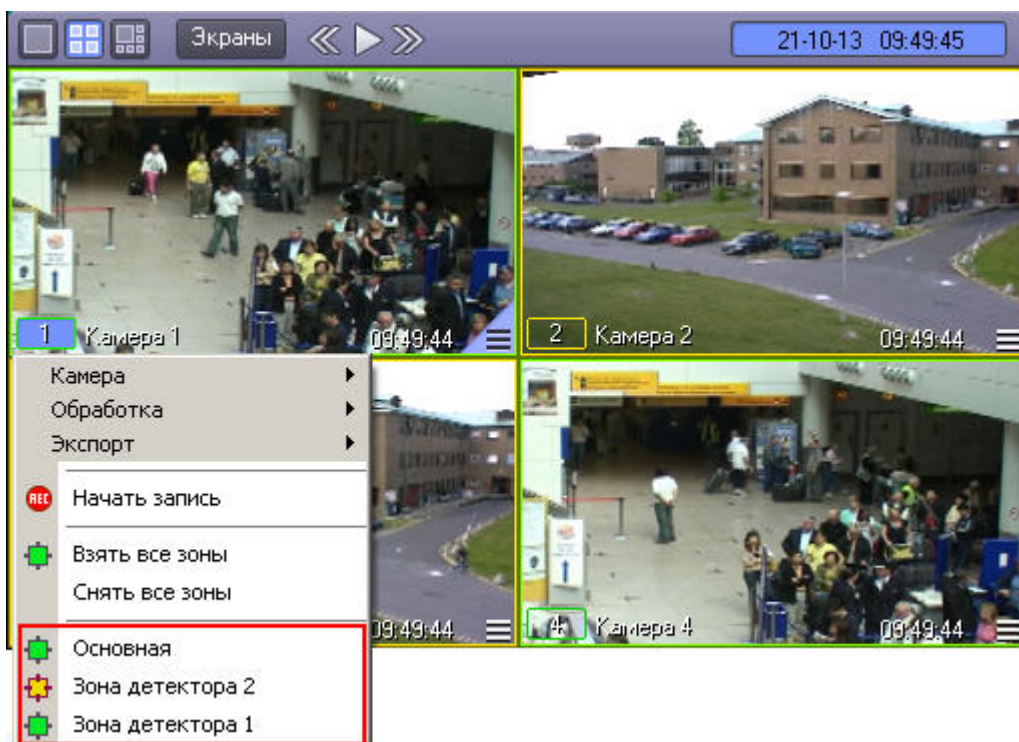 Экраны
21-10-13 09:49:45
1 Камера 1 09:49:44
2 Камера 2 09:49:44
Камера
Обработка
Экспорт
REC Начать запись
Взять все зоны
Снять все зоны
09:49:44
4 Камера 4 09:49:44
Основная
Зона детектора 2
Зона детектора 1